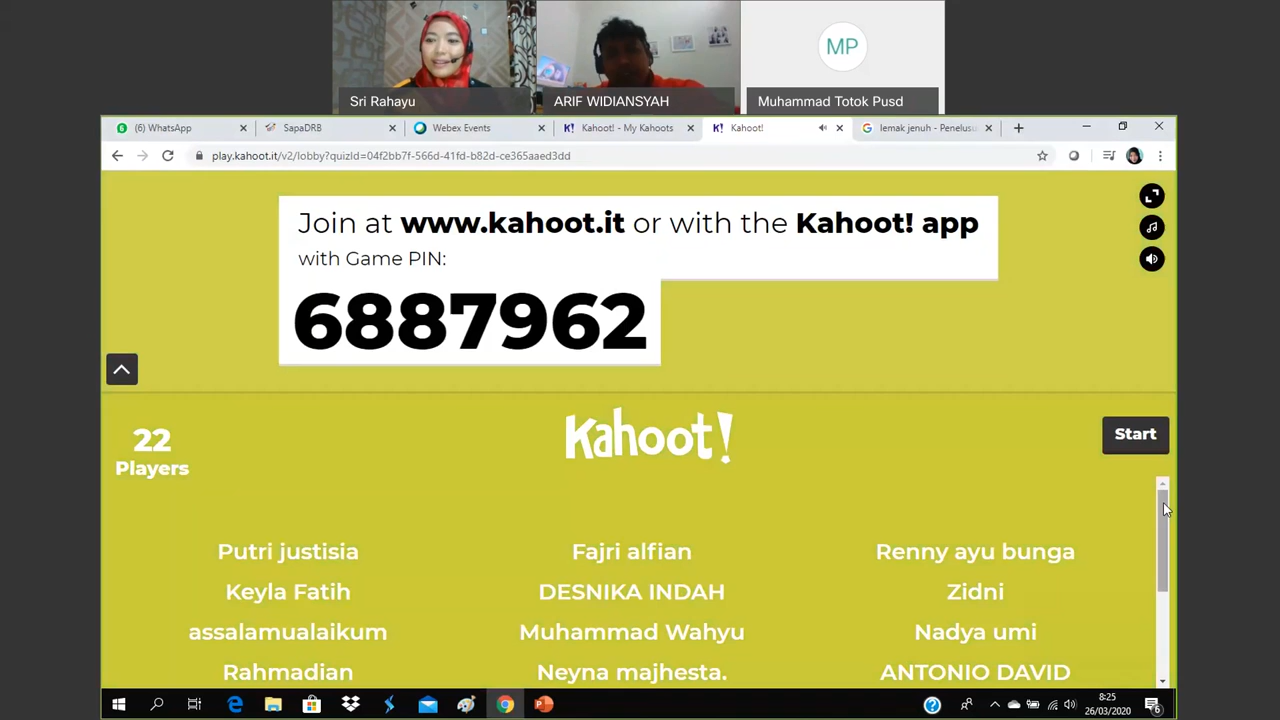 MP
Sri Rahayu
ARIF WIDIANSYAH
Muhammad Totok Pusd
(6) WhatsApp
SapaDRB
Webex Events
Kahoot! - My Kahoots
Kahoot!
lemak jenuh - Penelusu
play.kahoot.it/v2/lobby?quizId=04f2bb7f-566d-41fd-b82d-ce365aaed3dd
Join at www.kahoot.it or with the Kahoot! app
with Game PIN:
6887962
22
Players
Kahoot!
Start
Putri justisia
Fajri alfian
Renny ayu bunga
Keyla Fatih
DESNIKA INDAH
Zidni
assalamualaikum
Muhammad Wahyu
Nadya umi
Rahmadian
Neyna majhesta.
ANTONIO DAVID
8:25
26/03/2020
6